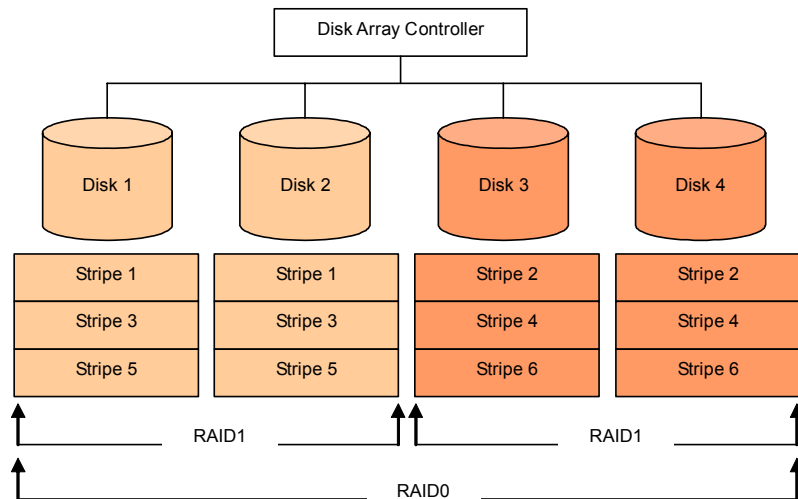 Disk Array Controller
Disk 1
Disk 2
Disk 3
Disk 4
Stripe 1
Stripe 1
Stripe 2
Stripe 2
Stripe 3
Stripe 3
Stripe 4
Stripe 4
Stripe 5
Stripe 5
Stripe 6
Stripe 6
RAID1
RAID1
RAID0